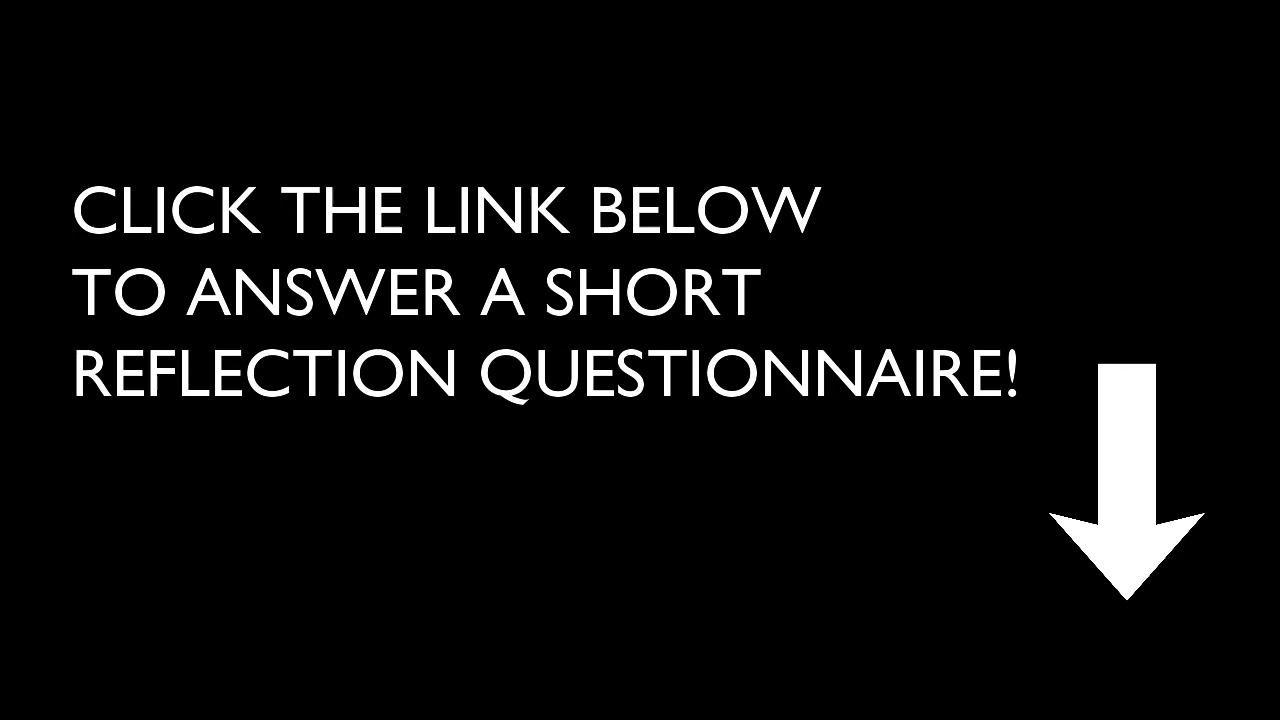 CLICK THE LINK BELOW
TO ANSWER A SHORT
REFLECTION QUESTIONNAIRE!